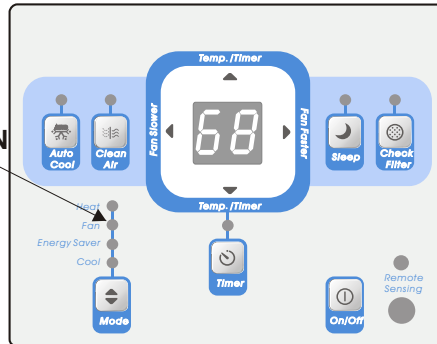 Temp./Timer
Fan Slower
68
Fan Faster
N
Auto
Cool
Clean
Air
Sleep
Check
Filter
Temp./Timer
Heat
Fan
Energy Saver
Cool
Mode
Timer
On/Off
Remote
Sensing